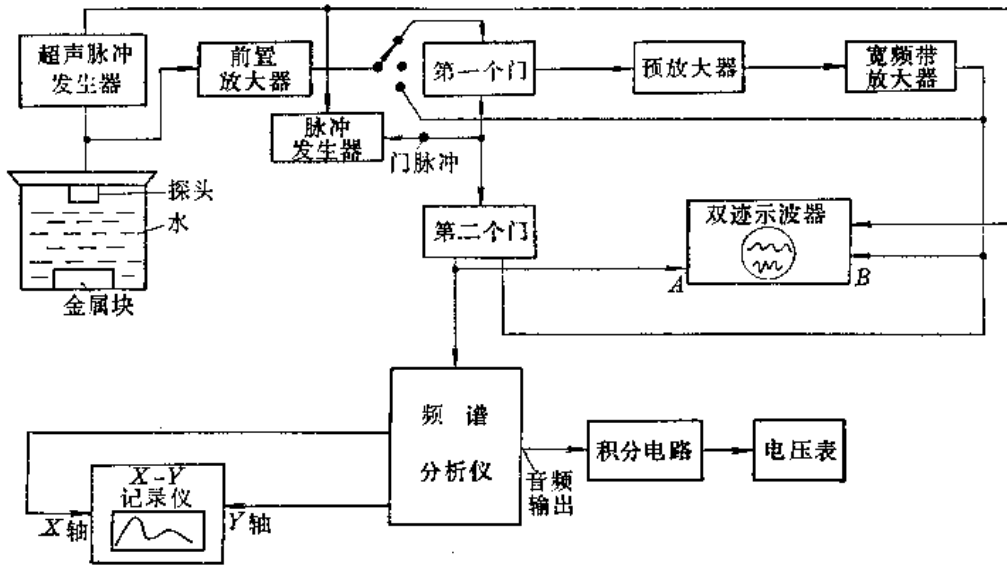 超声脉冲
发生器
前置
放大器
第一个门
预放大器
宽频带
放大器
脉冲
发生器
门脉冲
探头
水
金属块
第二个门
双迹示波器
A
B
频谱
分析仪
音频
输出
积分电路
电压表
X-Y
记录仪
X轴
Y轴